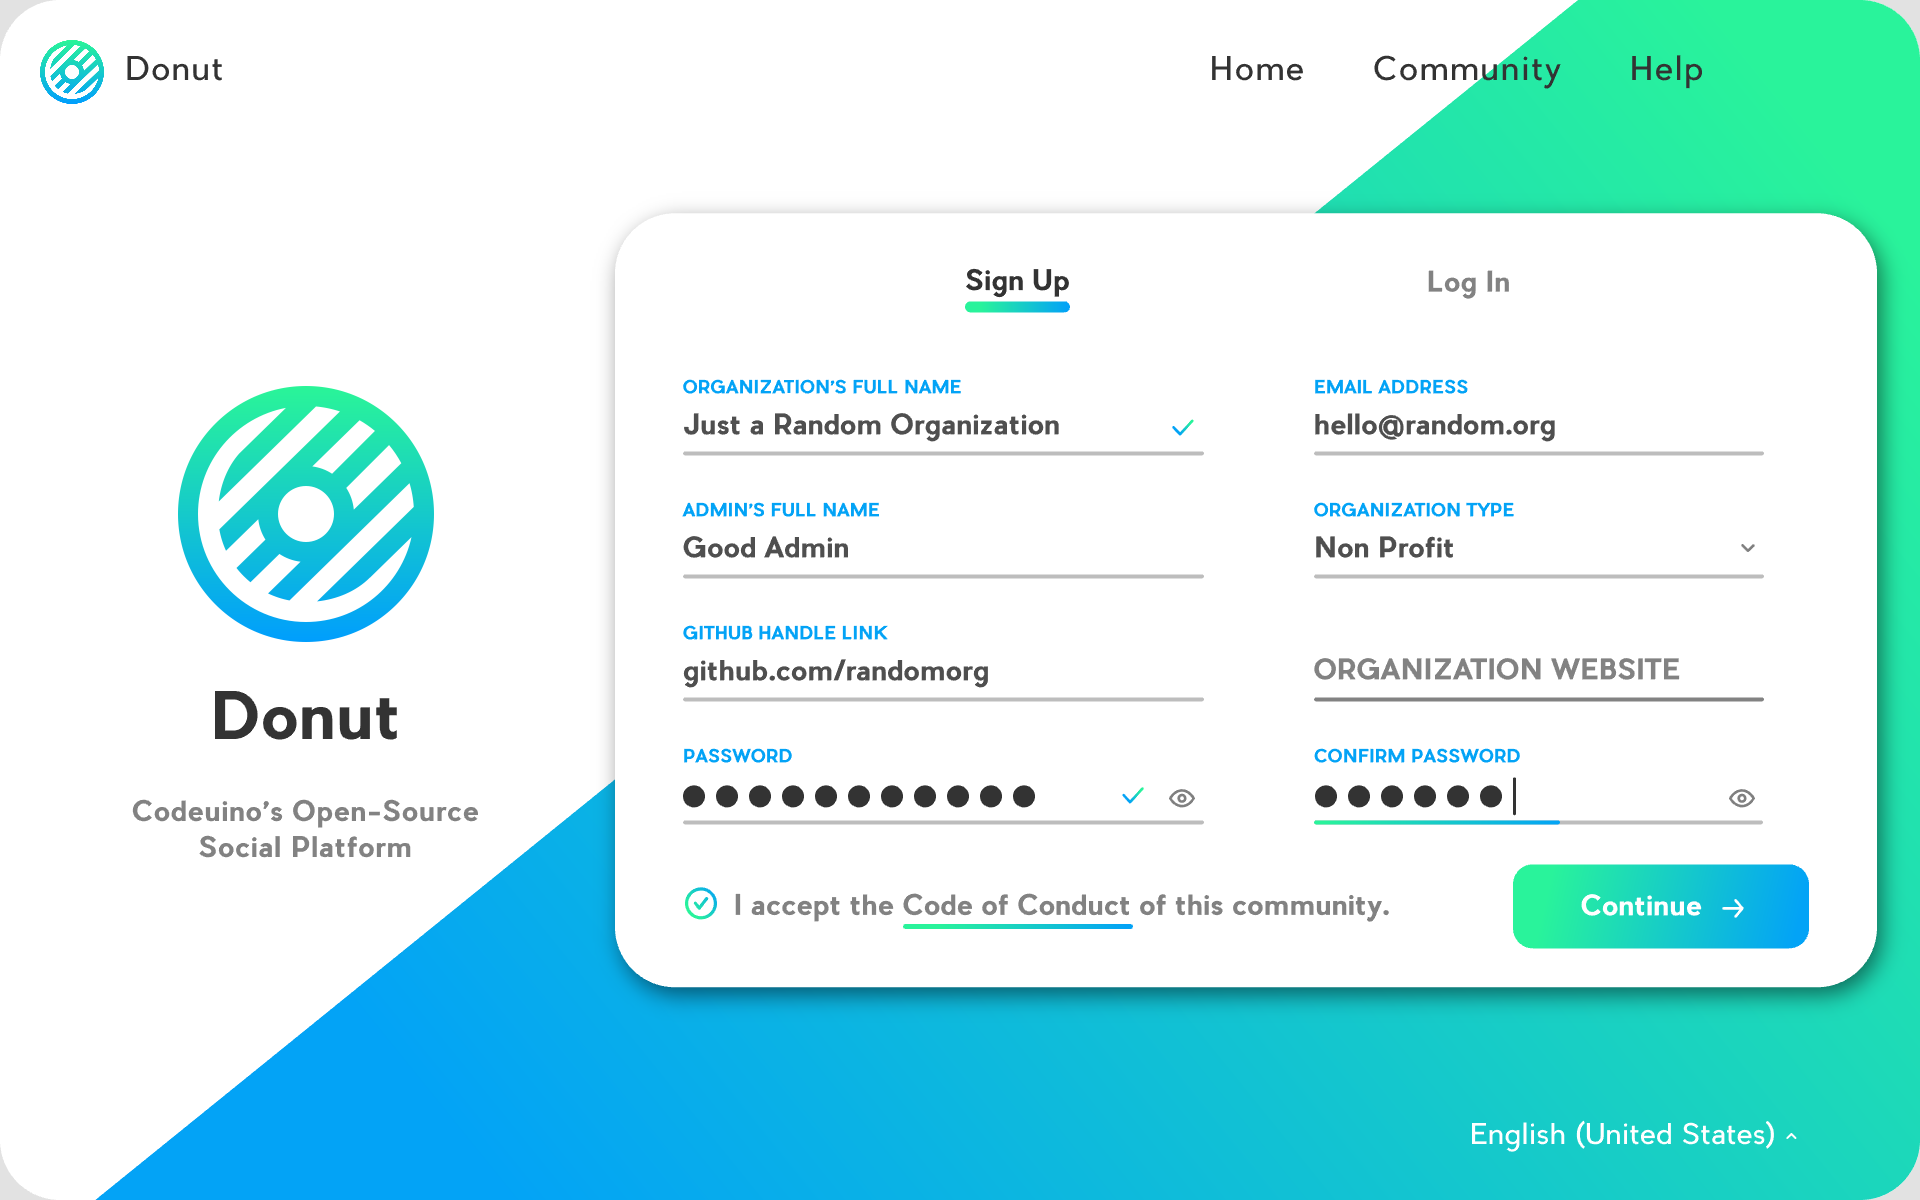 Donut
Home
Community
Help
Sign Up
Log In
ORGANIZATION'S FULL NAME
Just a Random Organization
EMAIL ADDRESS
hello@random.org
ADMIN'S FULL NAME
Good Admin
ORGANIZATION TYPE
Non Profit
GITHUB HANDLE LINK
github.com/randomorg
ORGANIZATION WEBSITE
PASSWORD
CONFIRM PASSWORD
I accept the Code of Conduct of this community.
Continue →
Donut
Codeuino's Open-Source
Social Platform
English (United States)